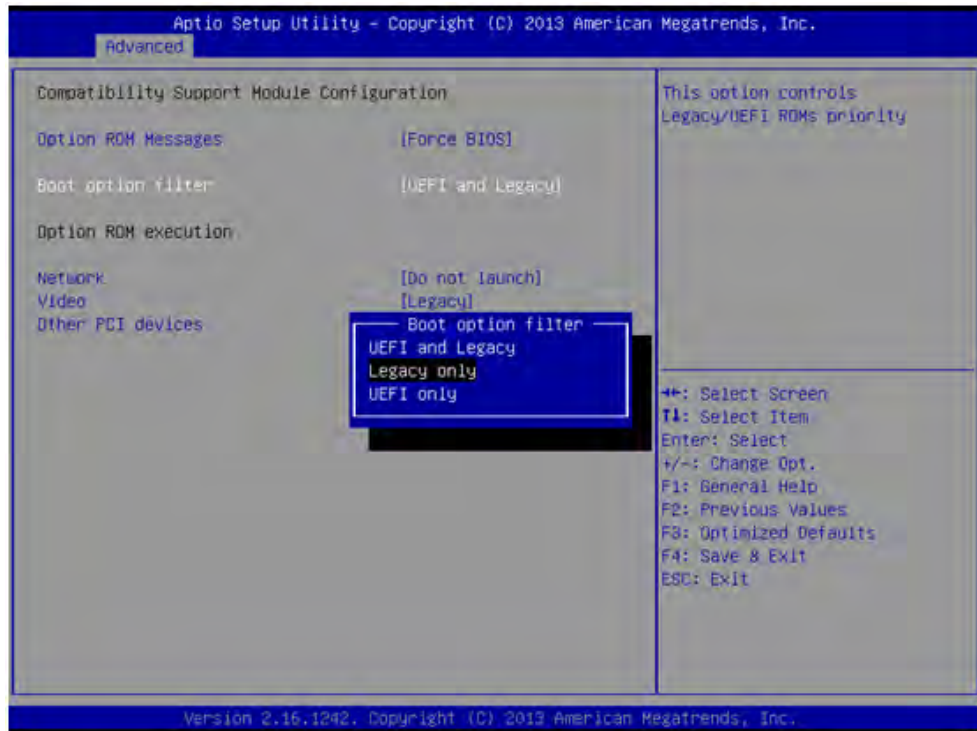 Aptio Setup Utility – Copyright (C) 2013 American Megatrends, Inc.
Advanced
Compatibility Support Module Configuration
Option ROM Messages [Force BIOS]
Boot option filter [UEFI and Legacy]
Option ROM execution
Network [Do not launch]
Video [Legacy]
Other PCI devices
Boot option filter
UEFI and Legacy
Legacy only
UEFI only
This option controls
Legacy/UEFI ROMs priority
→←: Select Screen
↑↓: Select Item
Enter: Select
+/-: Change Opt.
F1: General Help
F2: Previous Values
F3: Optimized Defaults
F4: Save & Exit
ESC: Exit
Version 2.16.1242. Copyright (C) 2013 American Megatrends, Inc.